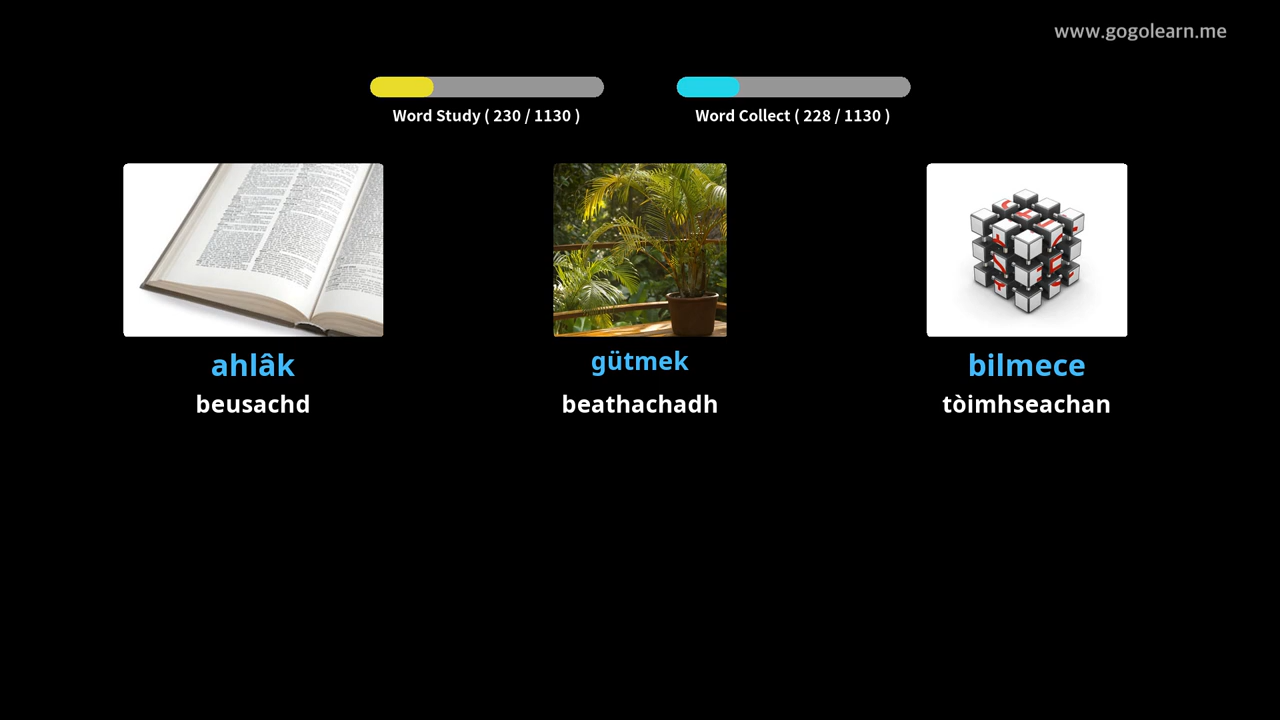 www.gogolearn.me
Word Study ( 230 / 1130 )
Word Collect ( 228 / 1130 )
ahlâk
gütmek
bilmece
beusachd
beathachadh
tòimhseachan